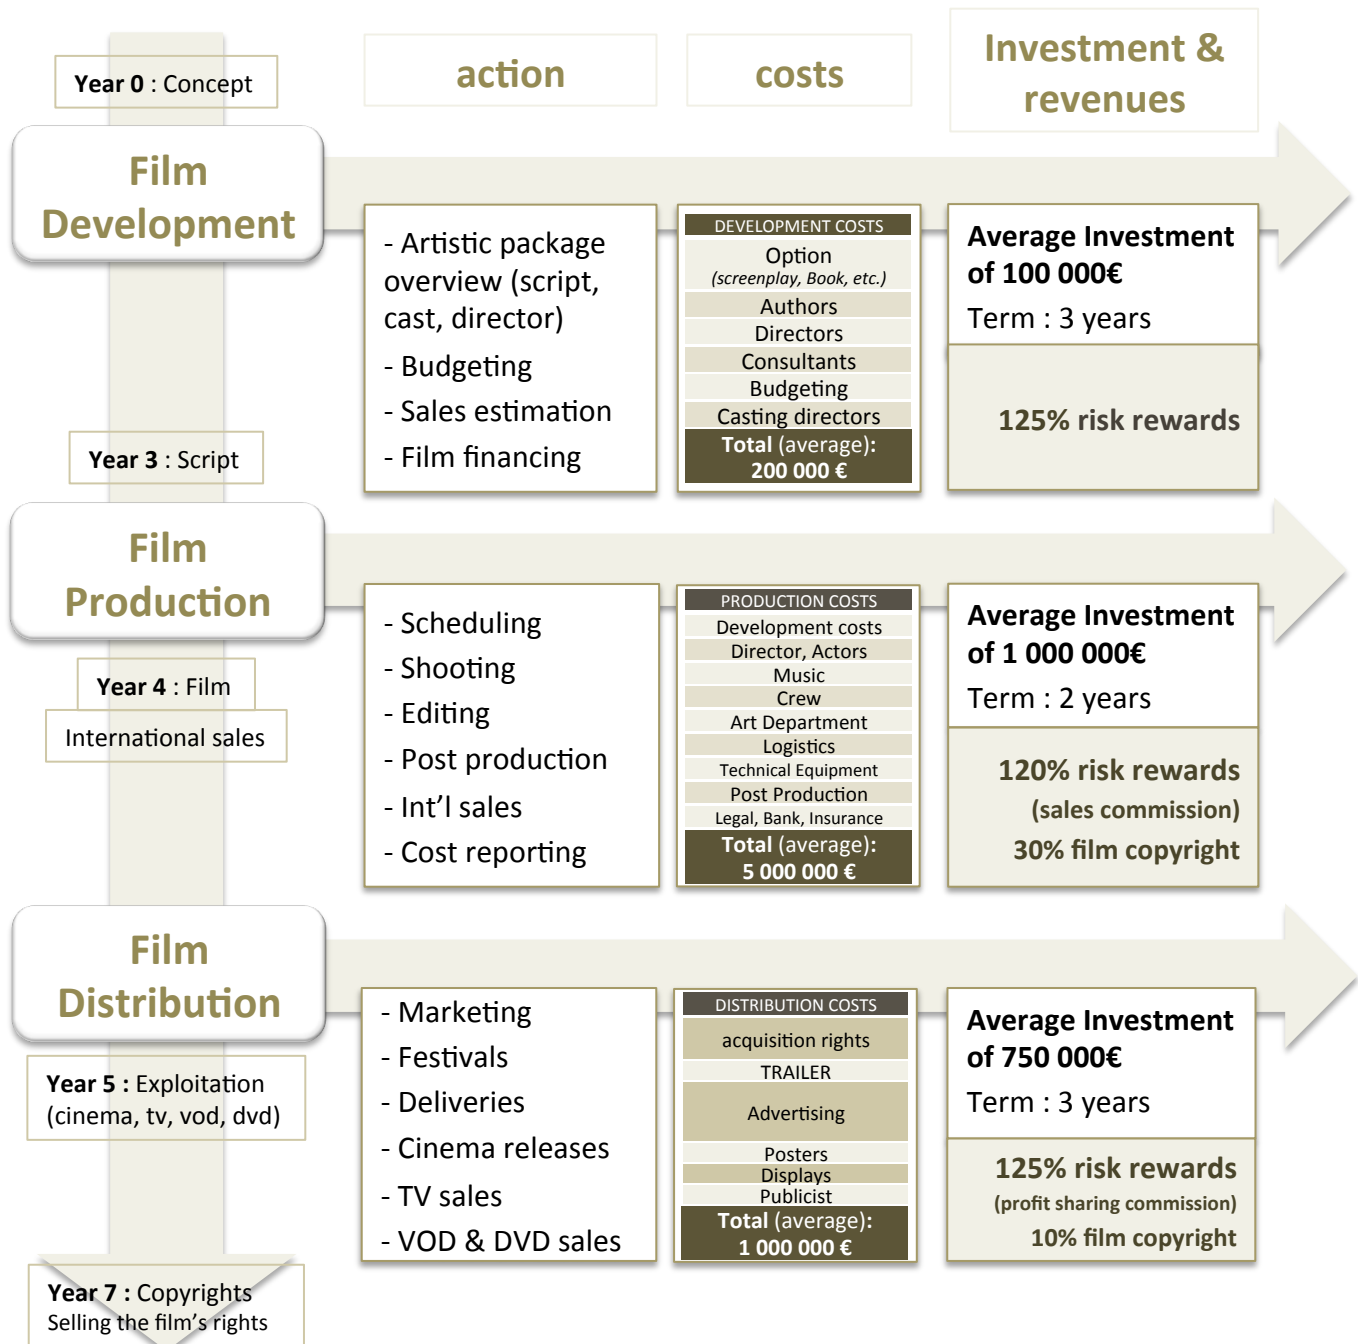 Year 0 : Concept
action
costs
Investment &
revenues
Film
Development
- Artistic package
overview (script,
cast, director)
- Budgeting
- Sales estimation
- Film financing
DEVELOPMENT COSTS
Option
(screenplay, Book, etc.)
Authors
Directors
Consultants
Budgeting
Casting directors
Total (average):
200 000 €
Average Investment
of 100 000€
Term : 3 years
125% risk rewards
Year 3 : Script
Film
Production
- Scheduling
- Shooting
- Editing
- Post production
- Int'l sales
- Cost reporting
PRODUCTION COSTS
Development costs
Director, Actors
Music
Crew
Art Department
Logistics
Technical Equipment
Post Production
Legal, Bank, Insurance
Total (average):
5 000 000 €
Average Investment
of 1 000 000€
Term : 2 years
120% risk rewards
(sales commission)
30% film copyright
Year 4 : Film
International sales
Film
Distribution
- Marketing
- Festivals
- Deliveries
- Cinema releases
- TV sales
- VOD & DVD sales
DISTRIBUTION COSTS
acquisition rights
TRAILER
Advertising
Posters
Displays
Publicist
Total (average):
1 000 000 €
Average Investment
of 750 000€
Term : 3 years
125% risk rewards
(profit sharing commission)
10% film copyright
Year 5 : Exploitation
(cinema, tv, vod, dvd)
Year 7 : Copyrights
Selling the film's rights